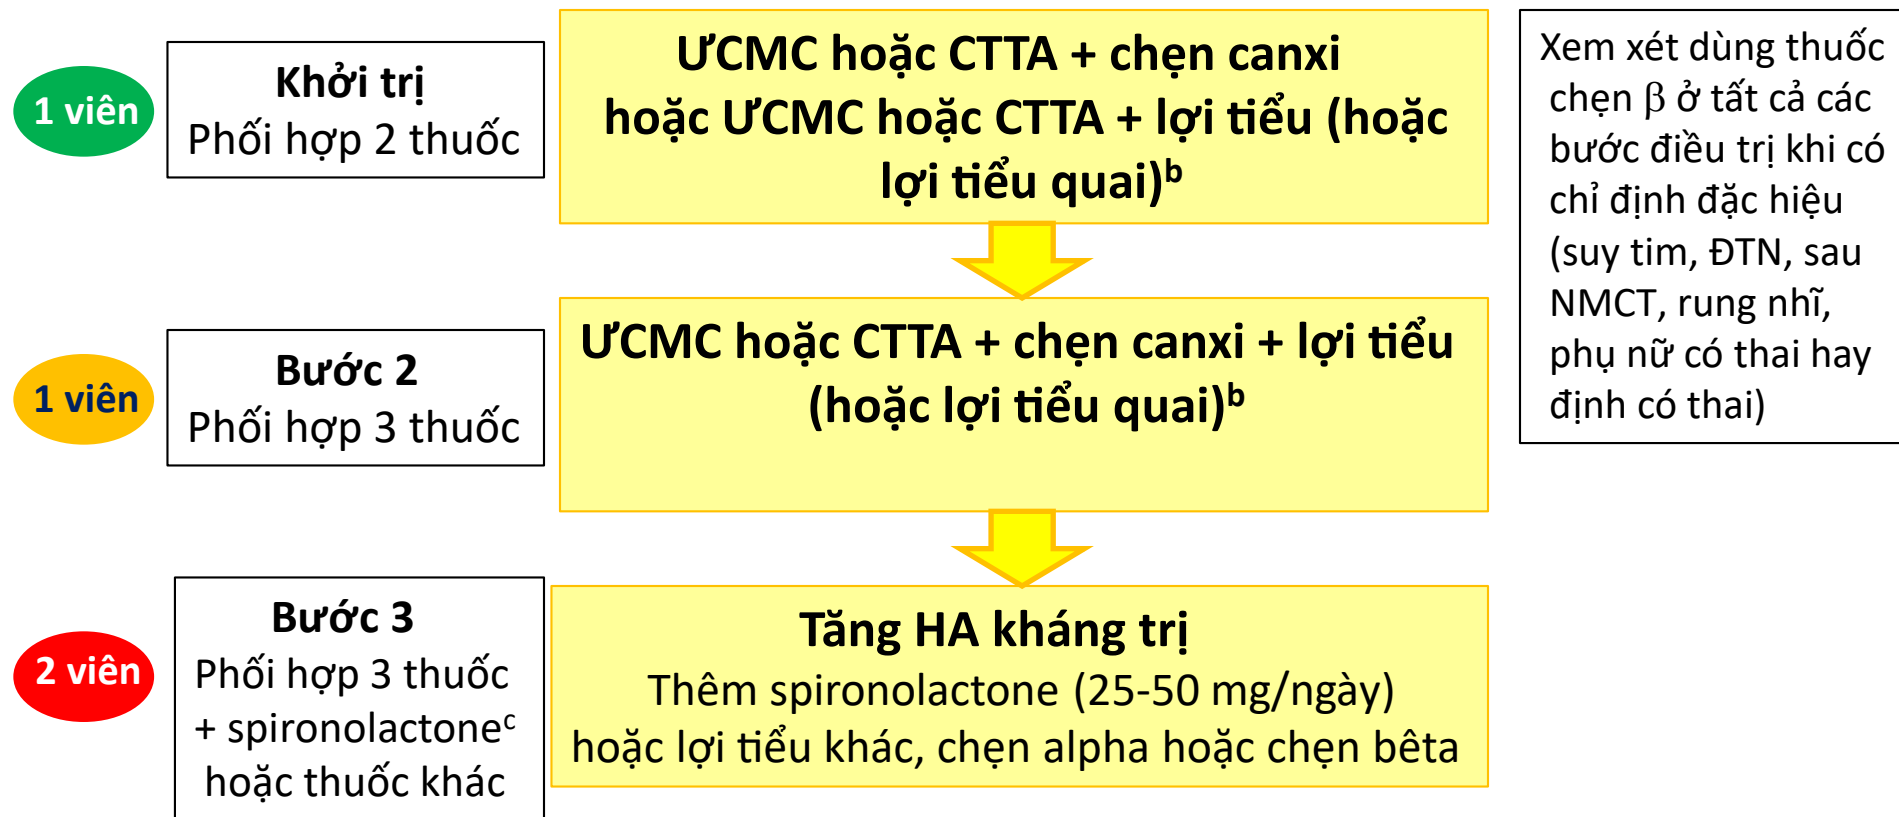 1 viên
Khởi trị
Phối hợp 2 thuốc
ƯCMC hoặc CTTA + chẹn canxi
hoặc ƯCMC hoặc CTTA + lợi tiểu (hoặc
lợi tiểu quai)ᵇ
Xem xét dùng thuốc
chẹn β ở tất cả các
bước điều trị khi có
chỉ định đặc hiệu
(suy tim, ĐTN, sau
NMCT, rung nhĩ,
phụ nữ có thai hay
định có thai)
1 viên
Bước 2
Phối hợp 3 thuốc
ƯCMC hoặc CTTA + chẹn canxi + lợi tiểu
(hoặc lợi tiểu quai)ᵇ
2 viên
Bước 3
Phối hợp 3 thuốc
+ spironolactoneᶜ
hoặc thuốc khác
Tăng HA kháng trị
Thêm spironolactone (25-50 mg/ngày)
hoặc lợi tiểu khác, chẹn alpha hoặc chẹn bêta